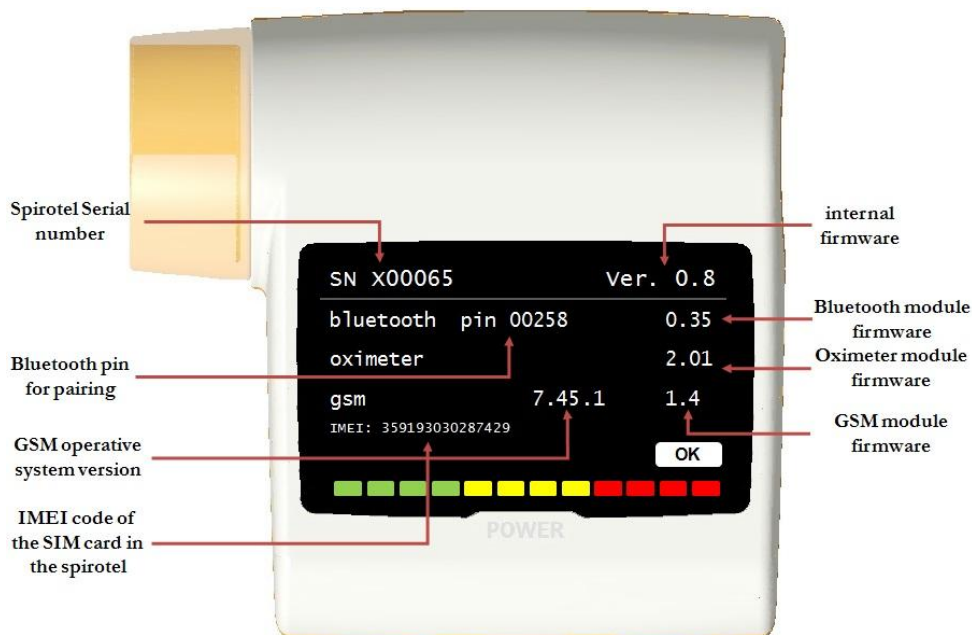 Spirotel Serial
number
internal
firmware
SN X00065 Ver. 0.8
bluetooth pin 00258 0.35
Bluetooth module
firmware
oximeter 2.01
Oximeter module
firmware
Bluetooth pin
for pairing
gsm 7.45.1 1.4
GSM module
firmware
IMEI: 359193030287429
GSM operative
system version
OK
IMEI code of
the SIM card in
the spirotel
POWER